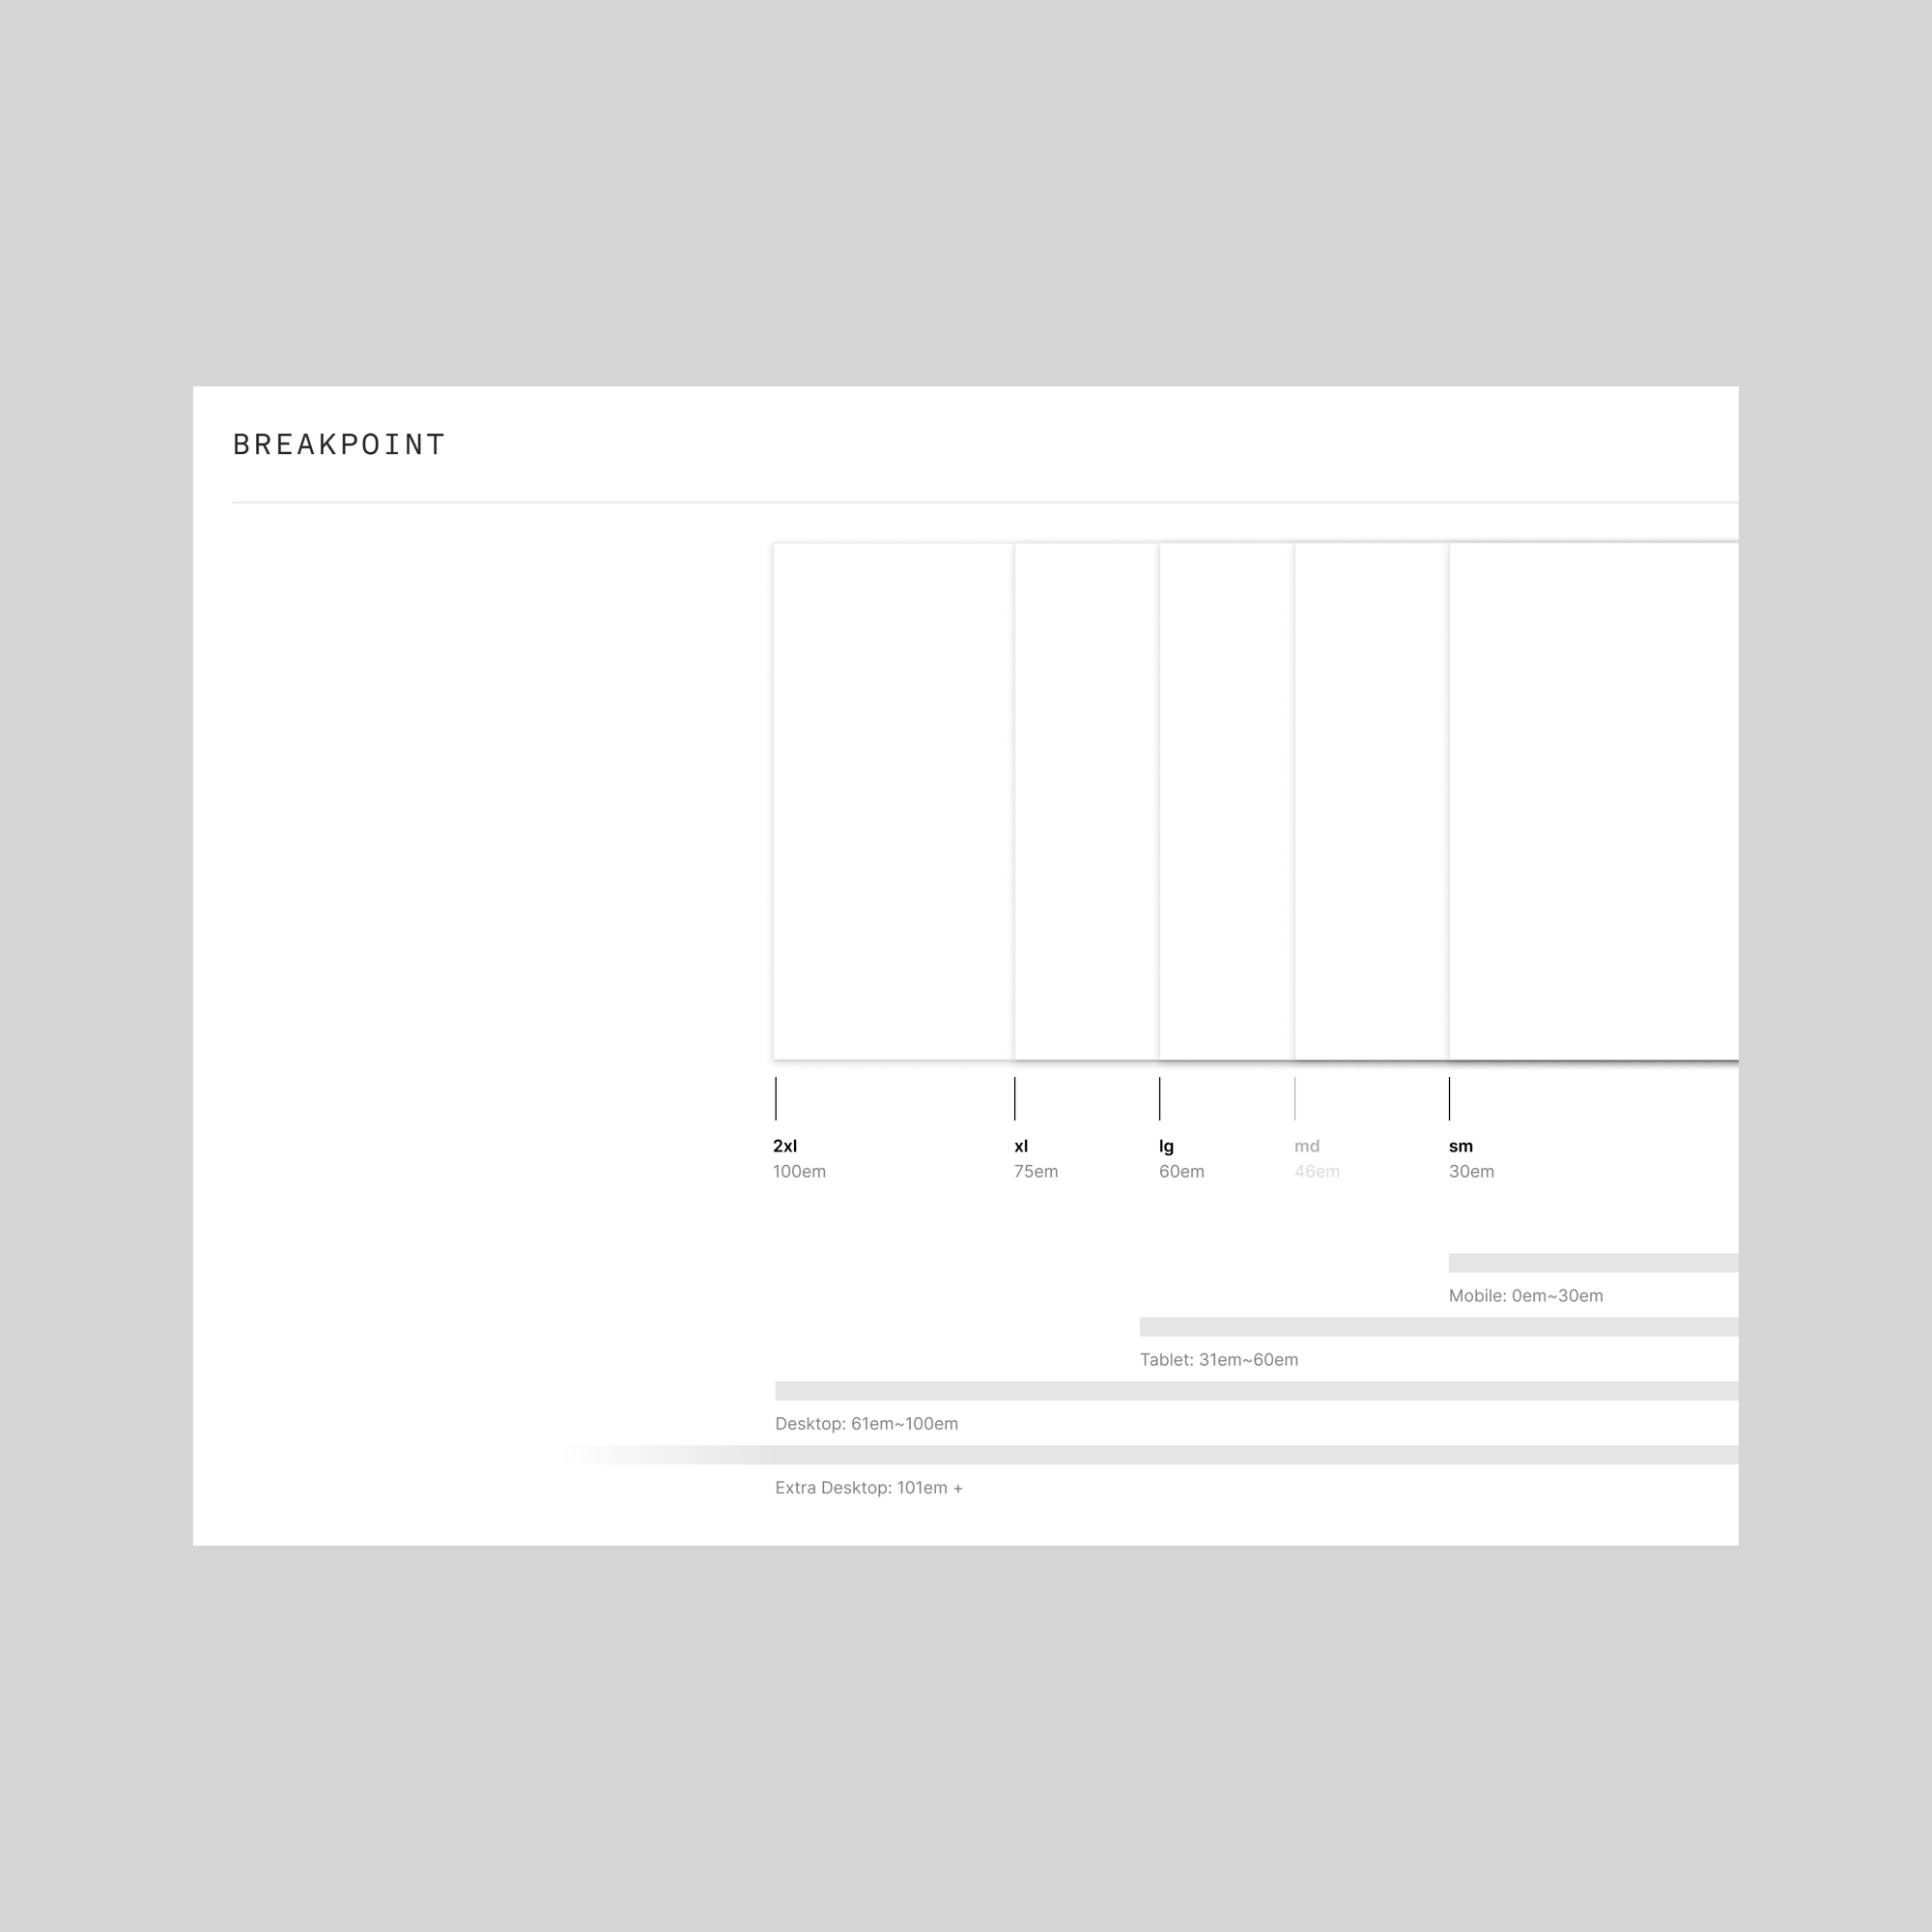 BREAKPOINT
2xl xl lg md sm
100em 75em 60em 46em 30em
Mobile: 0em~30em
Tablet: 31em~60em
Desktop: 61em~100em
Extra Desktop: 101em +